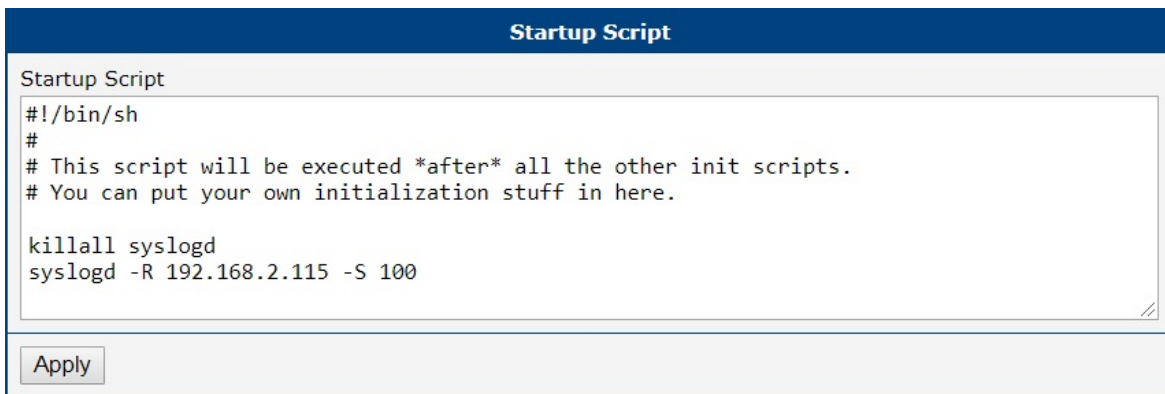 Startup Script
Startup Script
#!/bin/sh
#
# This script will be executed *after* all the other init scripts.
# You can put your own initialization stuff in here.
killall syslogd
syslogd -R 192.168.2.115 -S 100
Apply